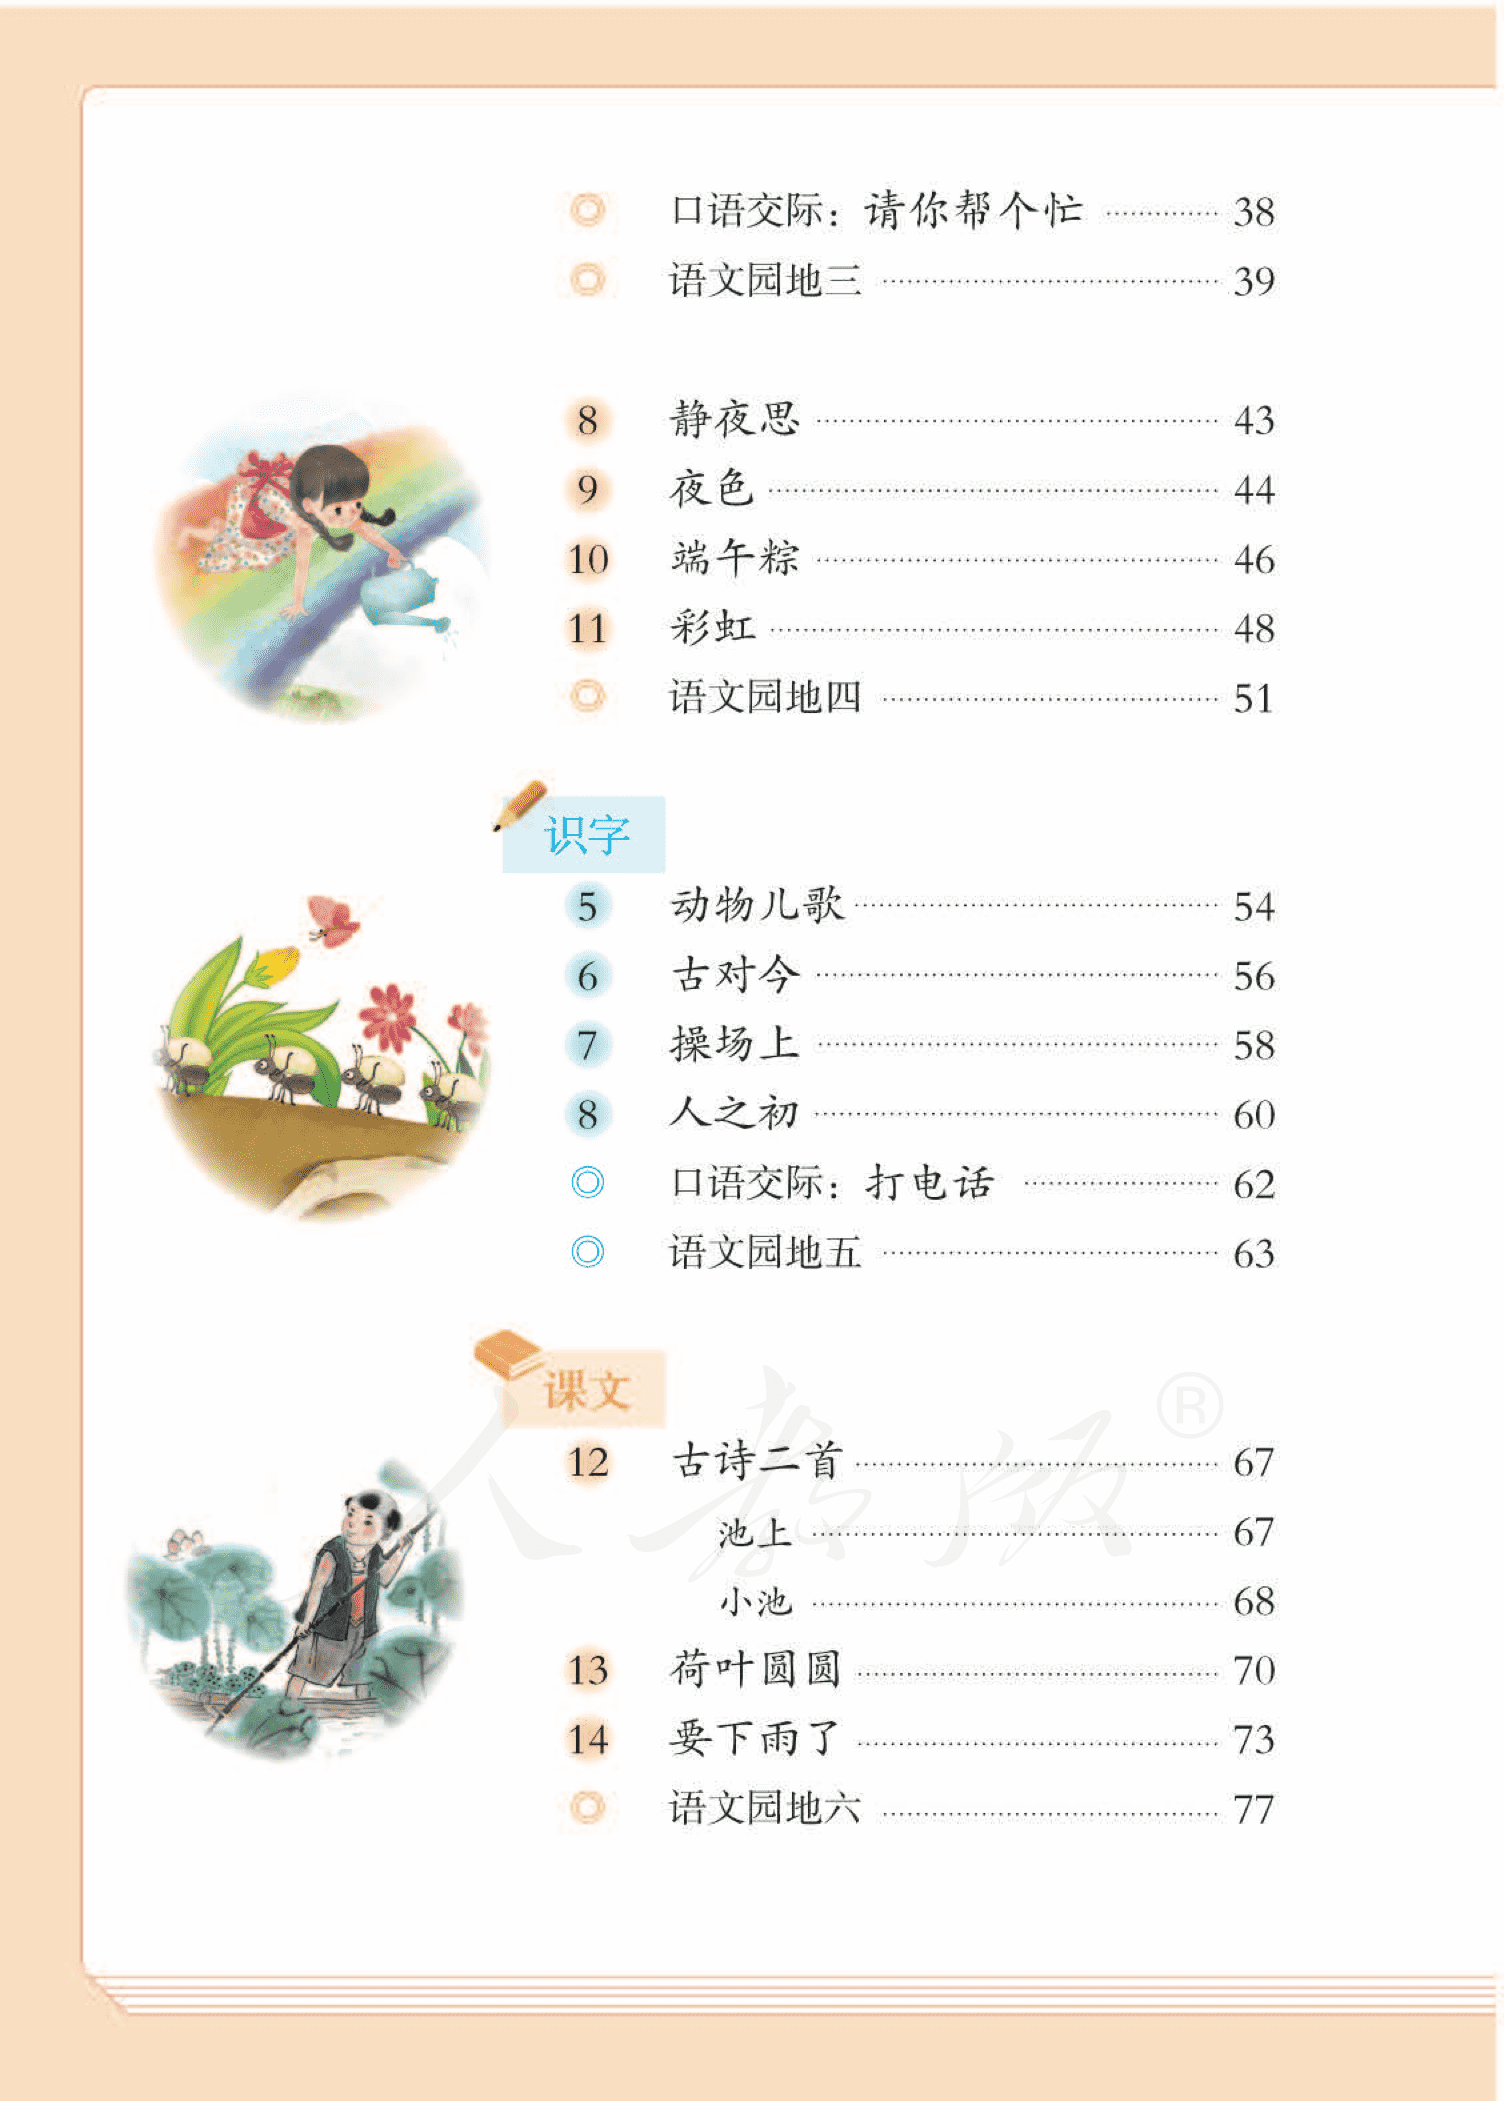 口语交际：请你帮个忙 ………… 38
语文园地三 ………… 39
8 静夜思 ………… 43
9 夜色 ………… 44
10 端午粽 ………… 46
11 彩虹 ………… 48
语文园地四 ………… 51
识字
5 动物儿歌 ………… 54
6 古对今 ………… 56
7 操场上 ………… 58
8 人之初 ………… 60
口语交际：打电话 ………… 62
语文园地五 ………… 63
课文
12 古诗二首 ………… 67
池上 ………… 67
小池 ………… 68
13 荷叶圆圆 ………… 70
14 要下雨了 ………… 73
语文园地六 ………… 77
人教版®